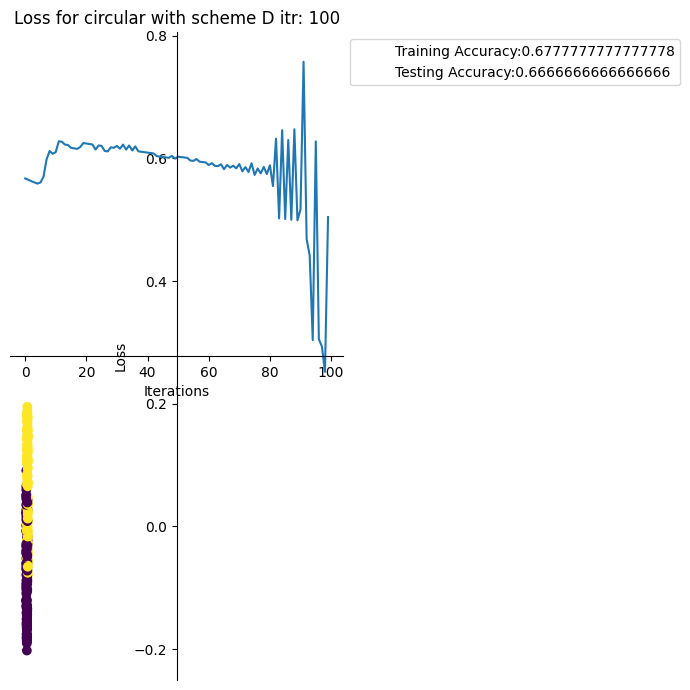 Loss for circular with scheme D itr: 100
Training Accuracy:0.6777777777777778
Testing Accuracy:0.6666666666666666
0.8
0.6
0.4
Loss
0 20 40 60 80 100
Iterations
0.2
0.0
−0.2